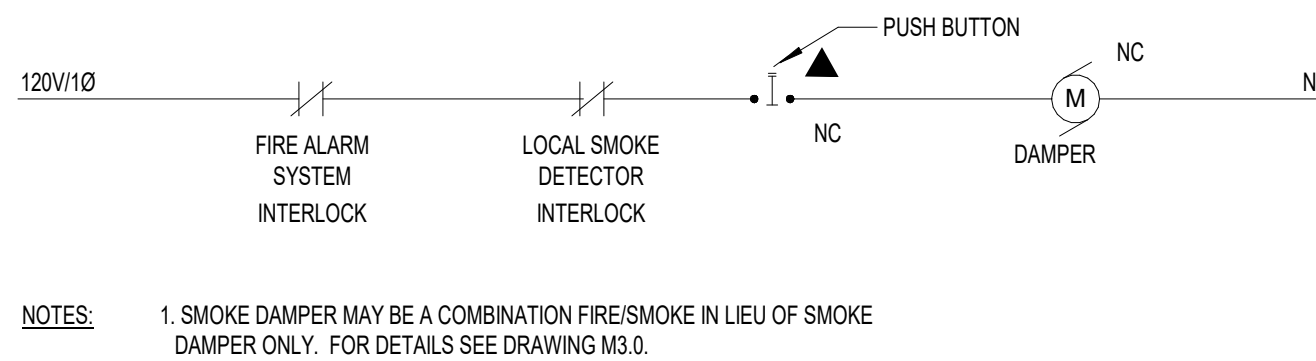 PUSH BUTTON
NC
120V/1Ø
N
M
NC
FIRE ALARM
SYSTEM
INTERLOCK
LOCAL SMOKE
DETECTOR
INTERLOCK
DAMPER
NOTES: 1. SMOKE DAMPER MAY BE A COMBINATION FIRE/SMOKE IN LIEU OF SMOKE
DAMPER ONLY. FOR DETAILS SEE DRAWING M3.0.